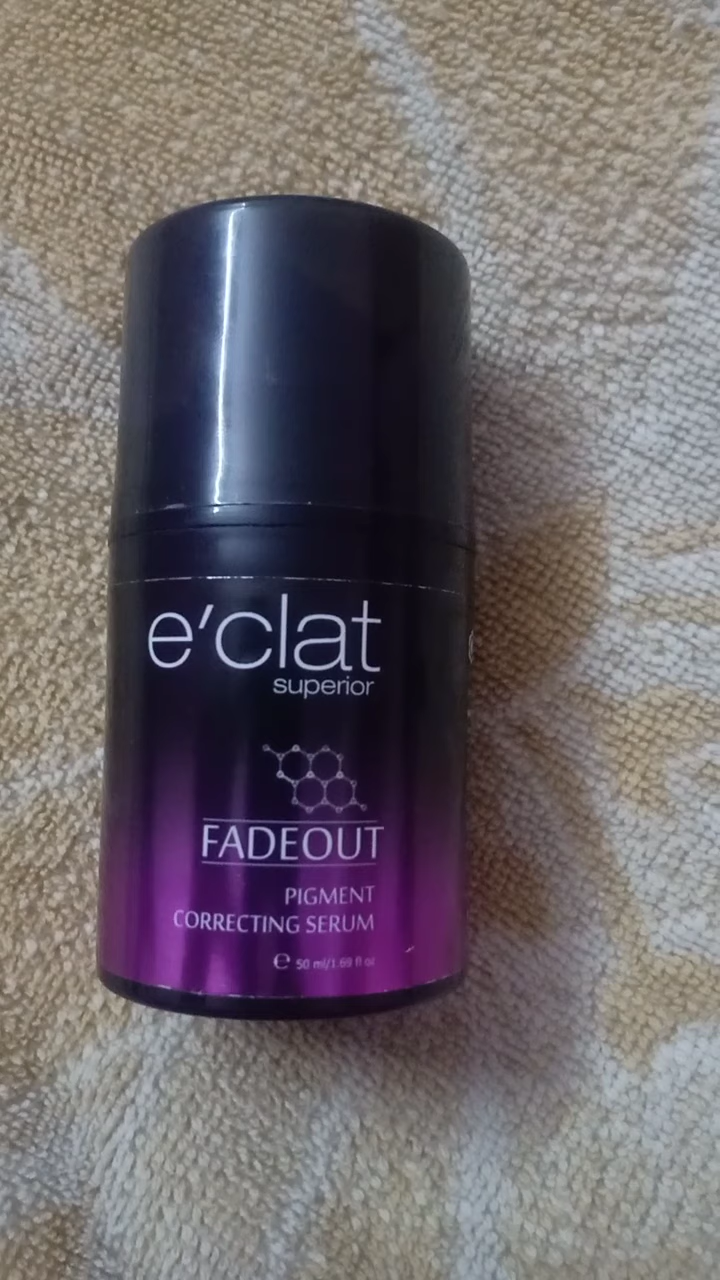 e'clat
superior
FADEOUT
PIGMENT
CORRECTING SERUM
℮ 50 ml/1.69 fl oz